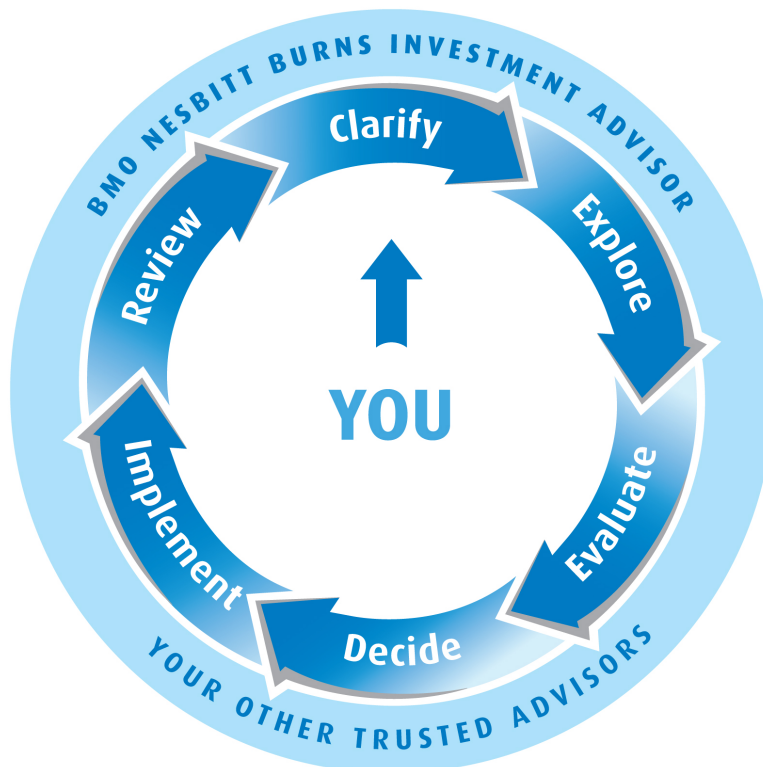 BMO NESBITT BURNS INVESTMENT ADVISOR
Clarify
Explore
Evaluate
Decide
Implement
Review
YOU
YOUR OTHER TRUSTED ADVISORS